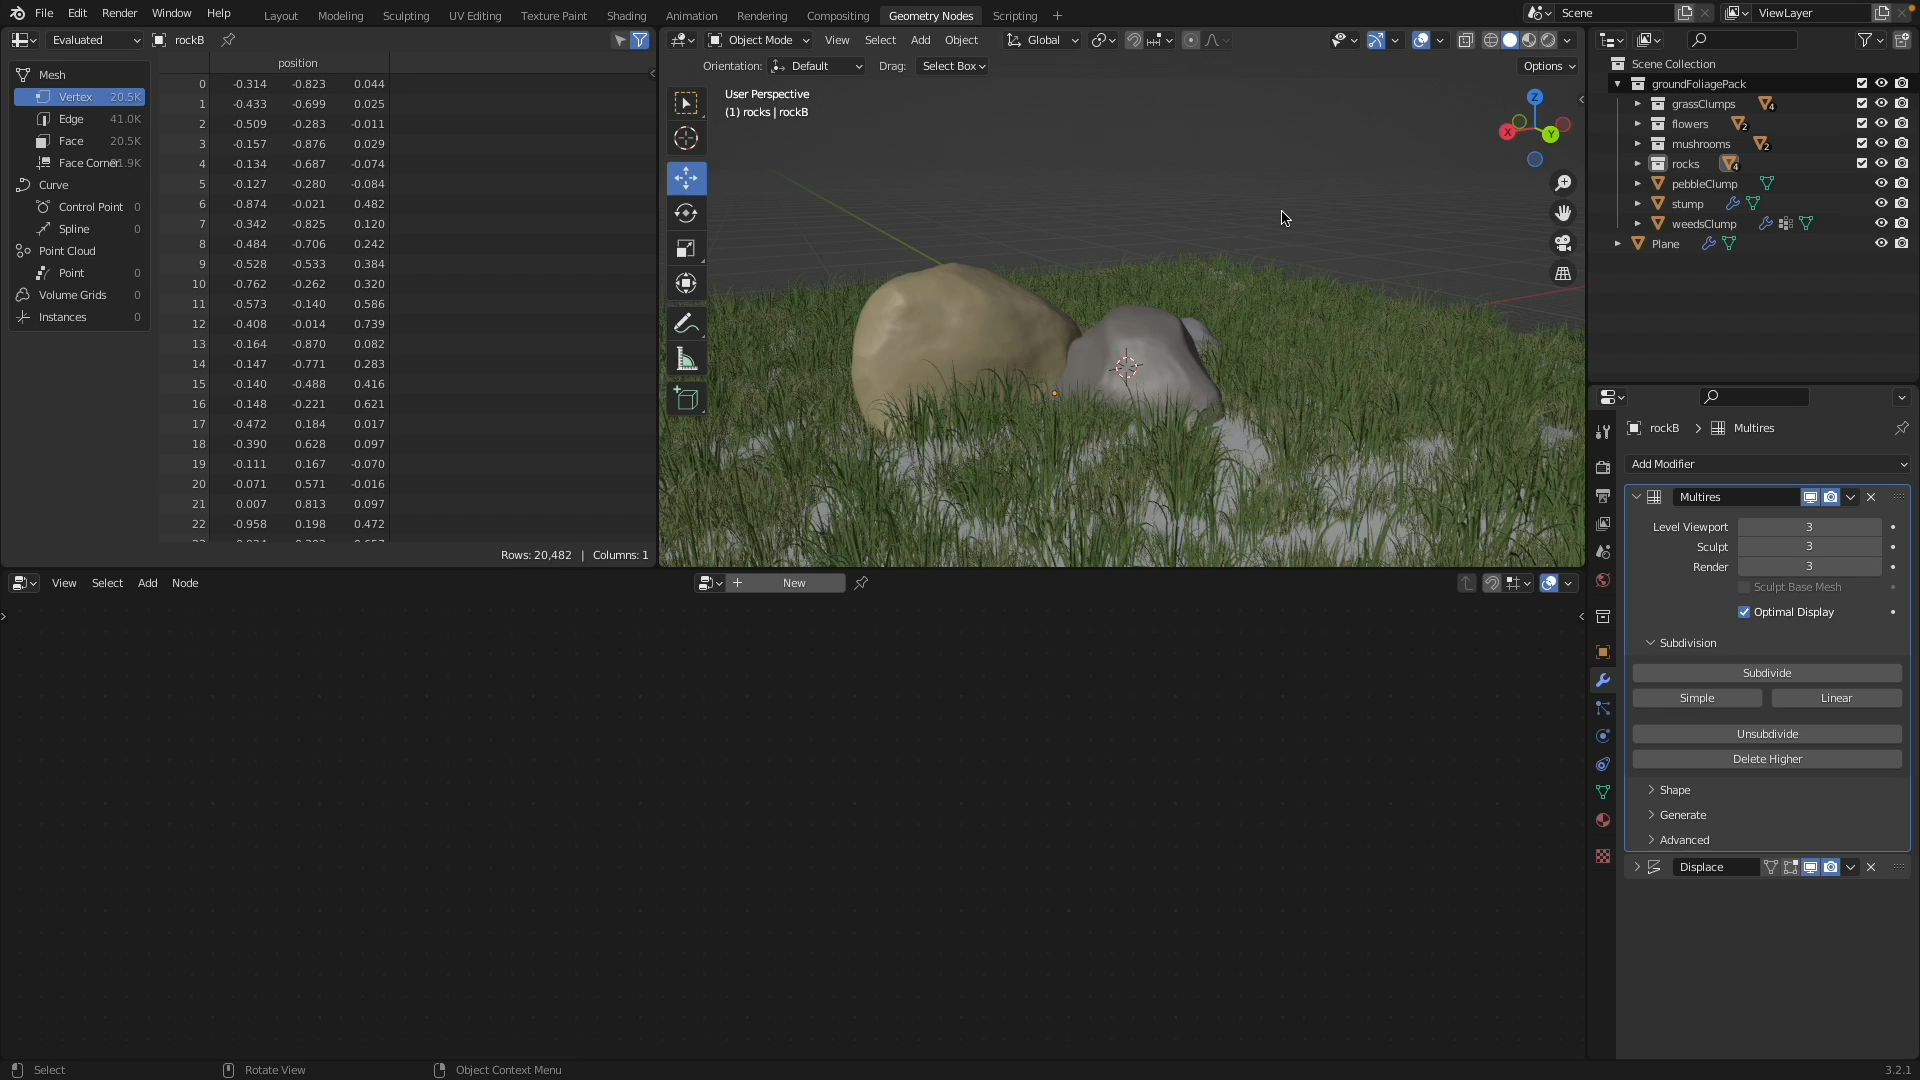 File Edit Render Window Help Layout Modeling Sculpting UV Editing Texture Paint Shading Animation Rendering Compositing Geometry Nodes Scripting + Scene ViewLayer
Evaluated rockB
Object Mode View Select Add Object Global
Orientation: Default Drag: Select Box Options
position
Mesh
Vertex 20.5K
Edge 41.0K
Face 20.5K
Face Corne
Curve
Control Point 0
Spline 0
Point Cloud
Point 0
Volume Grids 0
Instances 0
0 -0.314 -0.823 0.044
1 -0.433 -0.699 0.025
2 -0.509 -0.283 -0.011
3 -0.157 -0.876 0.029
4 -0.134 -0.687 -0.074
5 -0.127 -0.280 -0.084
6 -0.874 -0.021 0.482
7 -0.342 -0.825 0.120
8 -0.484 -0.706 0.242
9 -0.528 -0.533 0.384
10 -0.762 -0.262 0.320
11 -0.573 -0.140 0.586
12 -0.408 -0.014 0.739
13 -0.164 -0.870 0.082
14 -0.147 -0.771 0.283
15 -0.140 -0.488 0.416
16 -0.148 -0.221 0.621
17 -0.472 0.184 0.017
18 -0.390 0.628 0.097
19 -0.111 0.167 -0.070
20 -0.071 0.571 -0.016
21 0.007 0.813 0.097
22 -0.958 0.198 0.472
Rows: 20,482 | Columns: 1
User Perspective
(1) rocks | rockB
Z
X
Y
Scene Collection
groundFoliagePack
grassClumps 4
flowers 2
mushrooms 2
rocks 4
pebbleClump
stump
weedsClump
Plane
rockB > Multires
Add Modifier
Multires
Level Viewport 3
Sculpt 3
Render 3
Sculpt Base Mesh
Optimal Display
Subdivision
Subdivide
Simple Linear
Unsubdivide
Delete Higher
Shape
Generate
Advanced
Displace
View Select Add Node + New
Select Rotate View Object Context Menu 3.2.1